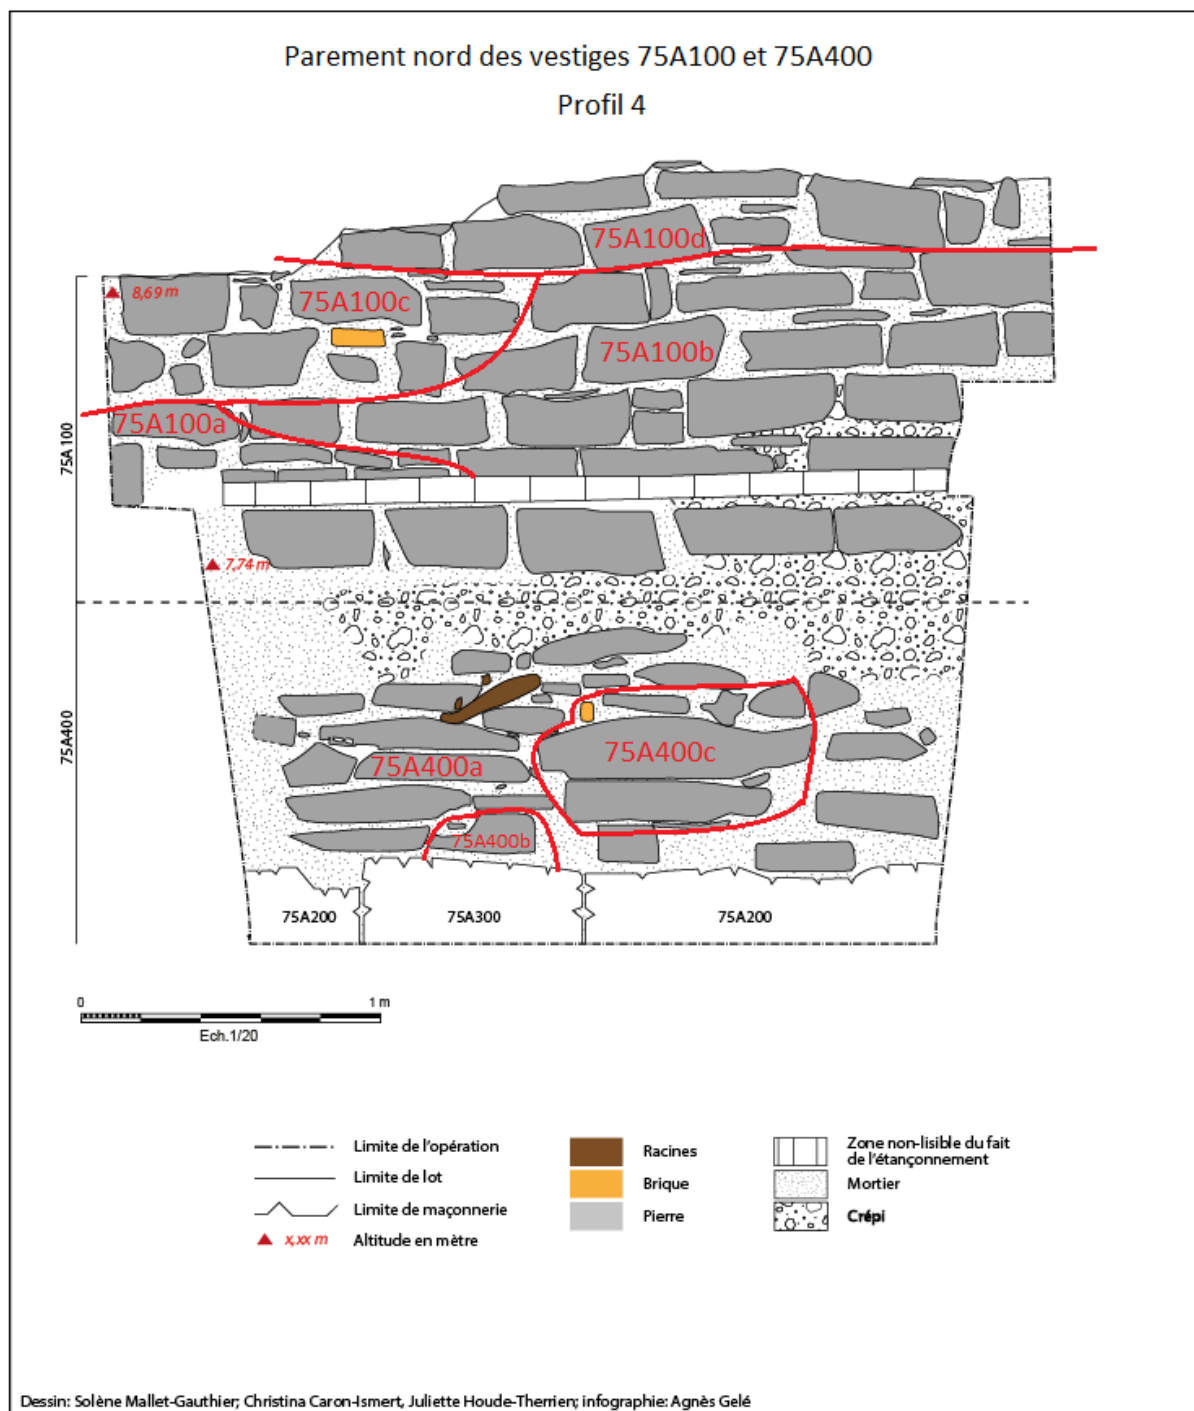 Parement nord des vestiges 75A100 et 75A400
Profil 4
75A100d
8,69 m
75A100c
75A100b
75A100a
75A100
7,74 m
75A400
75A400a
75A400c
75A400b
75A200
75A300
75A200
0
1 m
Ech.1/20
Limite de l'opération
Limite de lot
Limite de maçonnerie
x,xx m
Altitude en mètre
Racines
Brique
Pierre
Zone non-lisible du fait
de l'étançonnement
Mortier
Crépi
Dessin: Solène Mallet-Gauthier; Christina Caron-Ismert, Juliette Houde-Therrien; infographie: Agnès Gelé